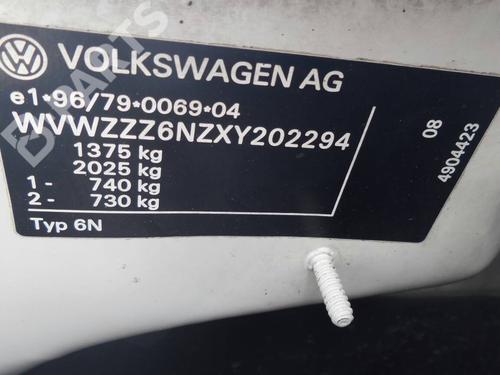 VOLKSWAGEN AG
e1*96/79*0069*04
WVWZZZ6NZXY202294
1375 kg
2025 kg
1- 740 kg
2- 730 kg
Typ 6N
08
4904423